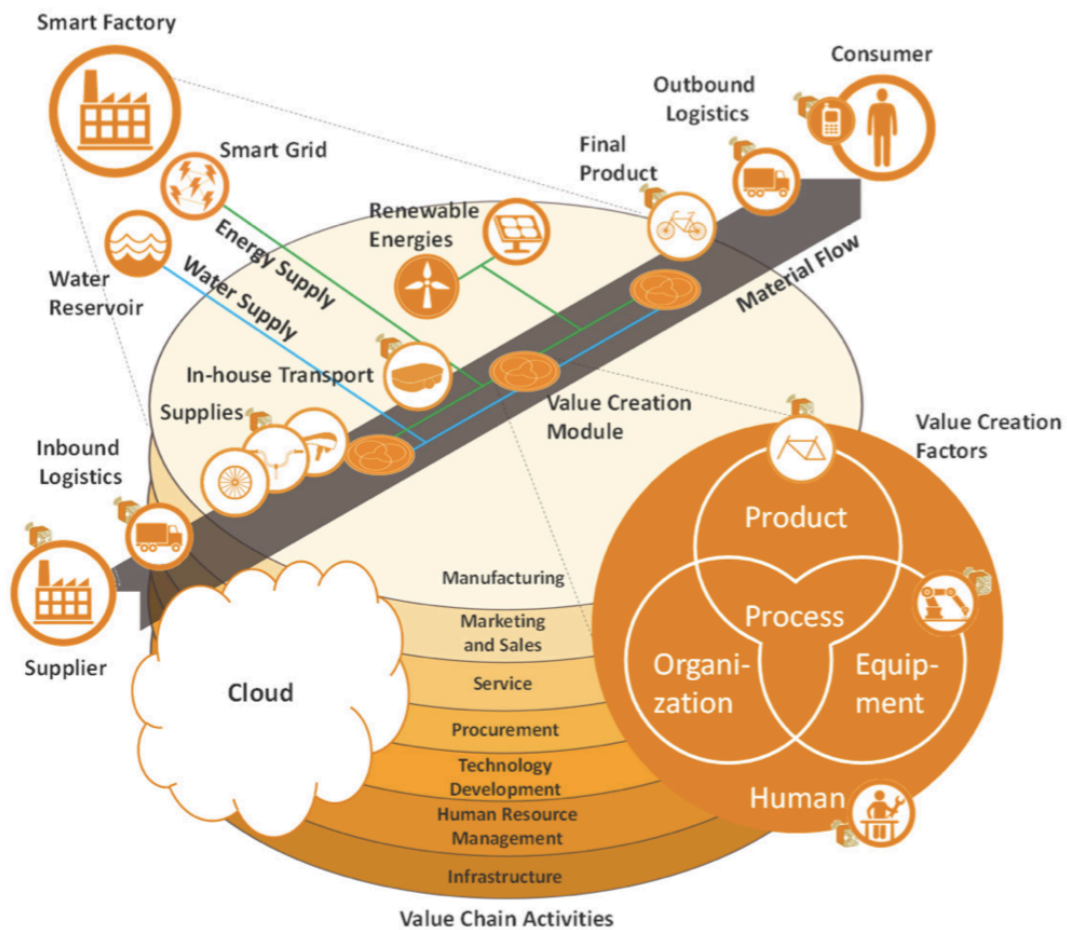 Smart Factory
Consumer
Outbound
Logistics
Final
Product
Smart Grid
Renewable
Energies
Energy Supply
Water Supply
Water
Reservoir
Material Flow
In-house Transport
Supplies
Value Creation
Module
Value Creation
Factors
Inbound
Logistics
Supplier
Cloud
Manufacturing
Marketing
and Sales
Service
Procurement
Technology
Development
Human Resource
Management
Infrastructure
Value Chain Activities
Product
Process
Organi-
zation
Equip-
ment
Human